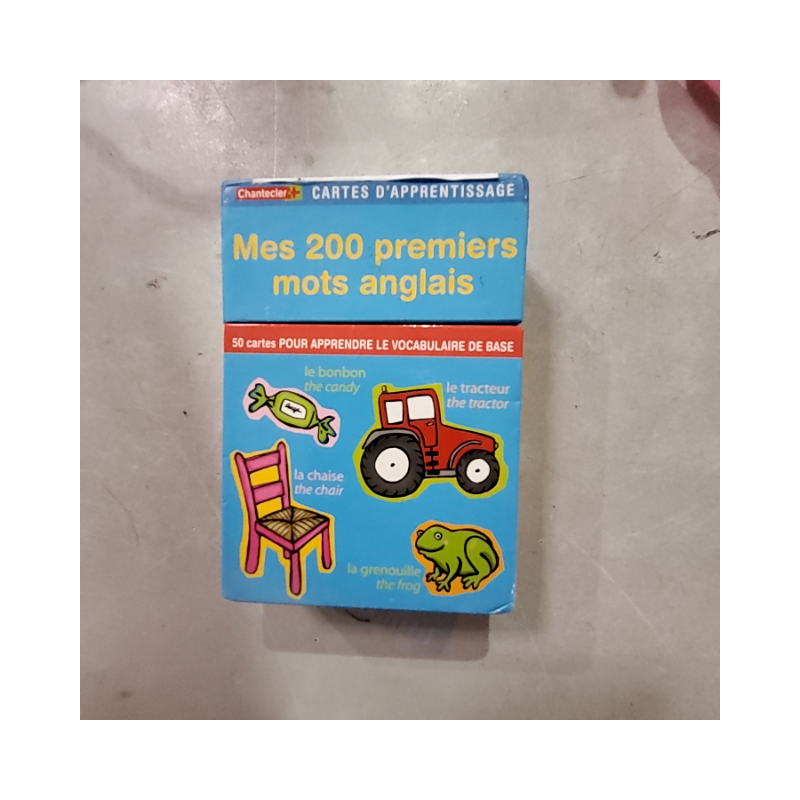 Chantecler CARTES D'APPRENTISSAGE
Mes 200 premiers
mots anglais
50 cartes POUR APPRENDRE LE VOCABULAIRE DE BASE
le bonbon
the candy
le tracteur
the tractor
la chaise
the chair
la grenouille
the frog